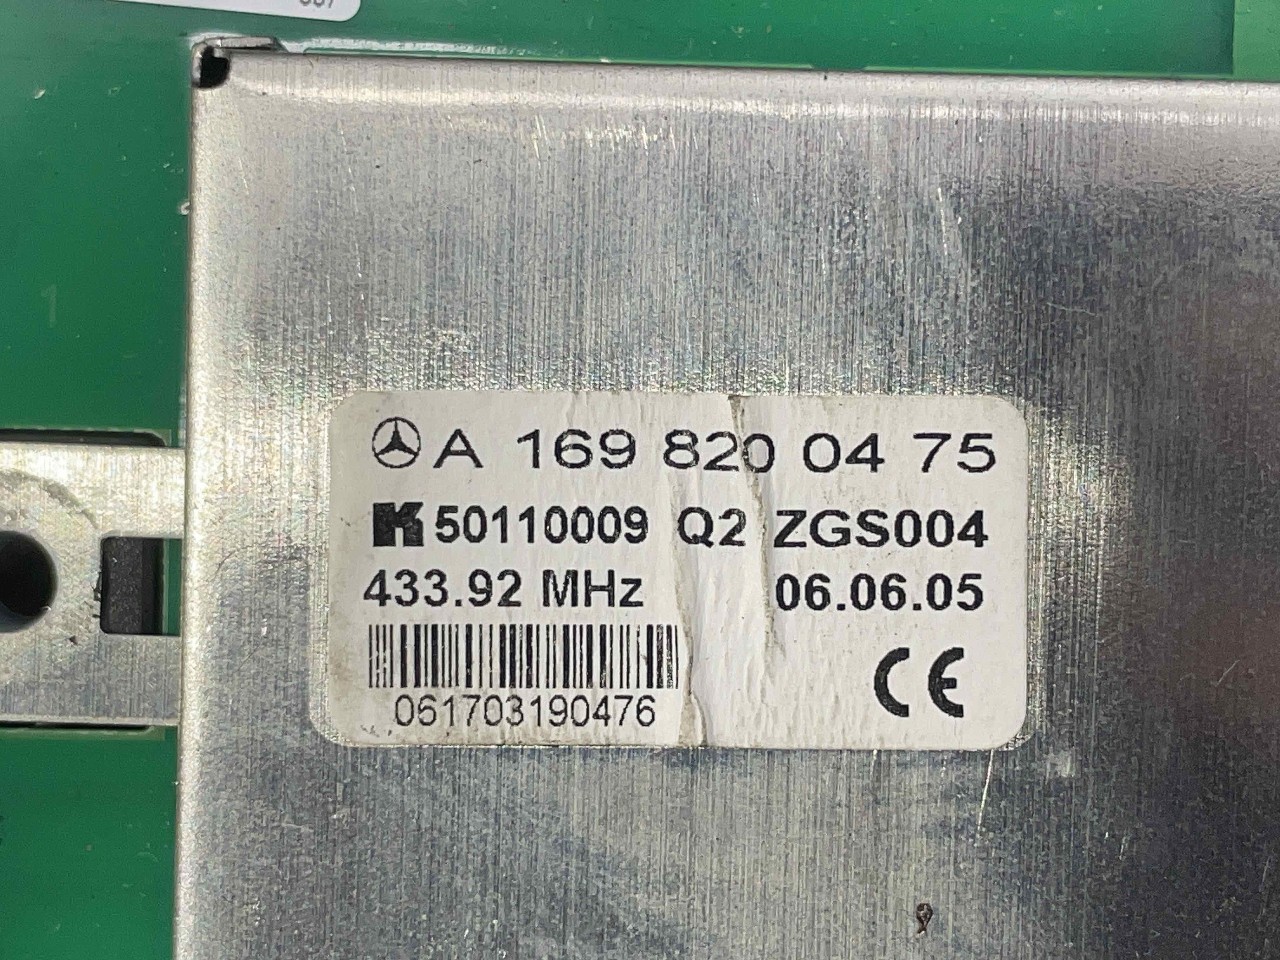 A 169 820 04 75
K 50110009 Q2 ZGS004
433.92 MHz 06.06.05
061703190476
CE